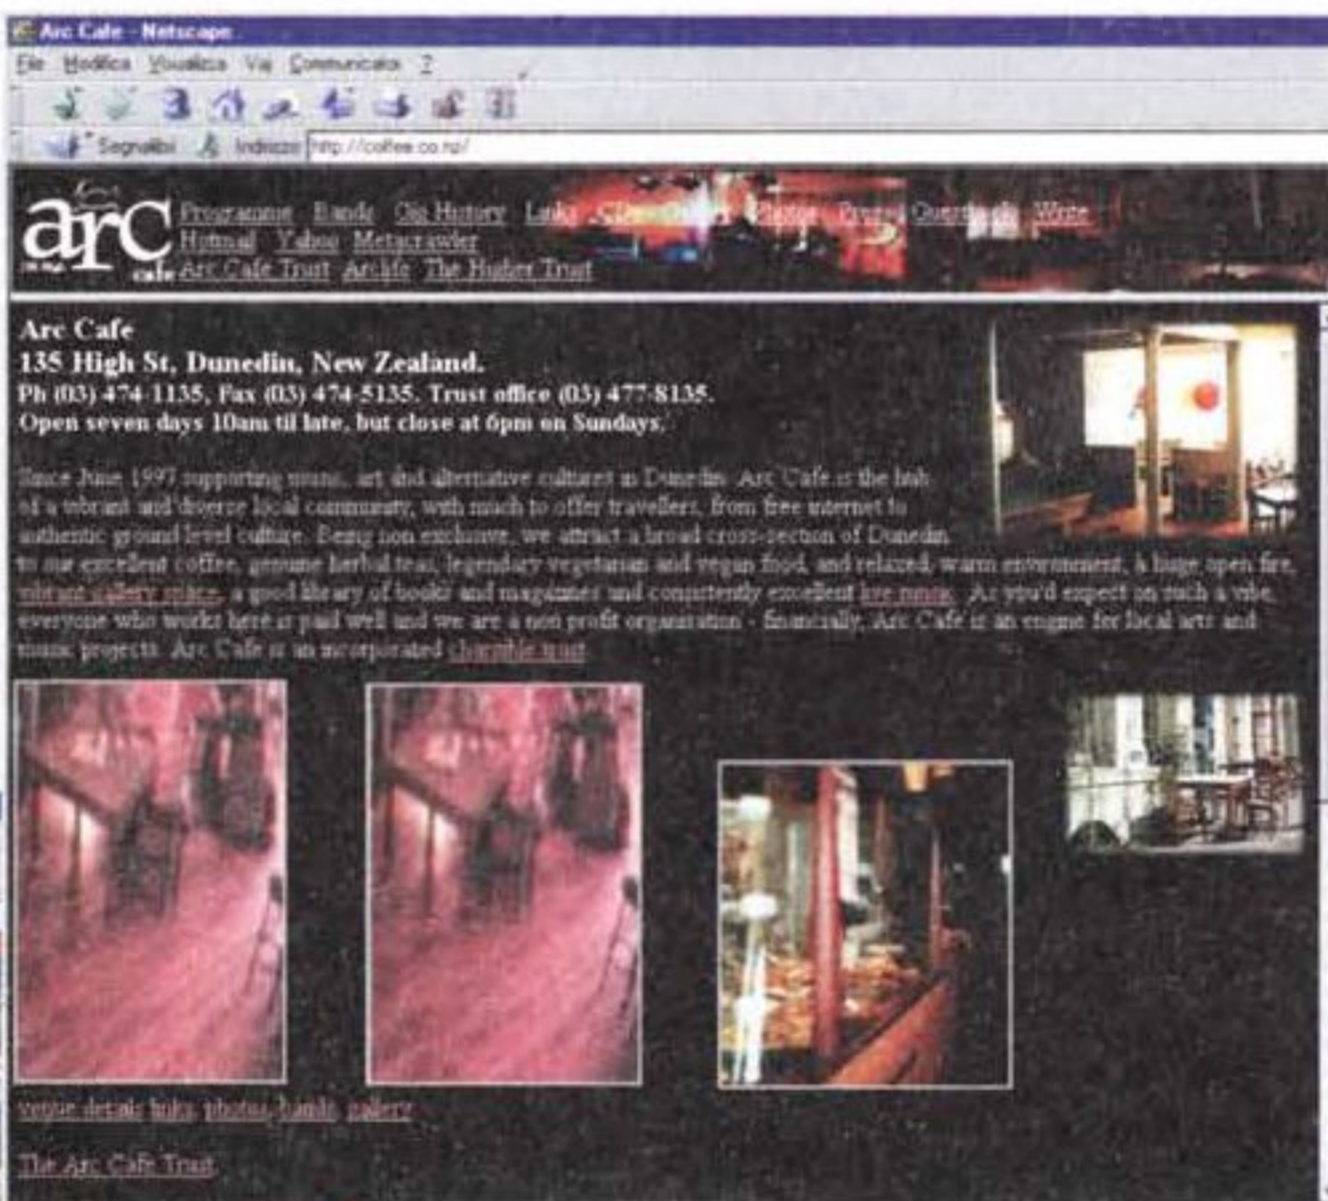 Arc Cafe - Netscape
File Modifica Visualizza Vai Communicator ?
Segnalibri Indirizzo http://coffee.co.nz/
arc
cafe
Programme Bands Gig History Links Photos Press Guestbook Write
Hotmail Yahoo Metacrawler
Arc Cafe Trust Arclife The Higher Trust
Arc Cafe
135 High St, Dunedin, New Zealand.
Ph (03) 474-1135, Fax (03) 474-5135. Trust office (03) 477-8135.
Open seven days 10am til late, but close at 6pm on Sundays.
Since June 1997 supporting music, art and alternative cultures in Dunedin. Arc Cafe is the hub
of a vibrant and diverse local community, with much to offer travellers, from free internet to
authentic ground level culture. Being non exclusive, we attract a broad cross-section of Dunedin
to our excellent coffee, genuine herbal teas, legendary vegetarian and vegan food, and relaxed, warm environment, a huge open fire,
vibrant gallery space, a good library of books and magazines and consistently excellent live music. As you'd expect on such a vibe,
everyone who works here is paid well and we are a non profit organisation - financially, Arc Cafe is an engine for local arts and
music projects. Arc Cafe is an incorporated charitable trust
venue details links photos bands gallery
The Arc Cafe Trust